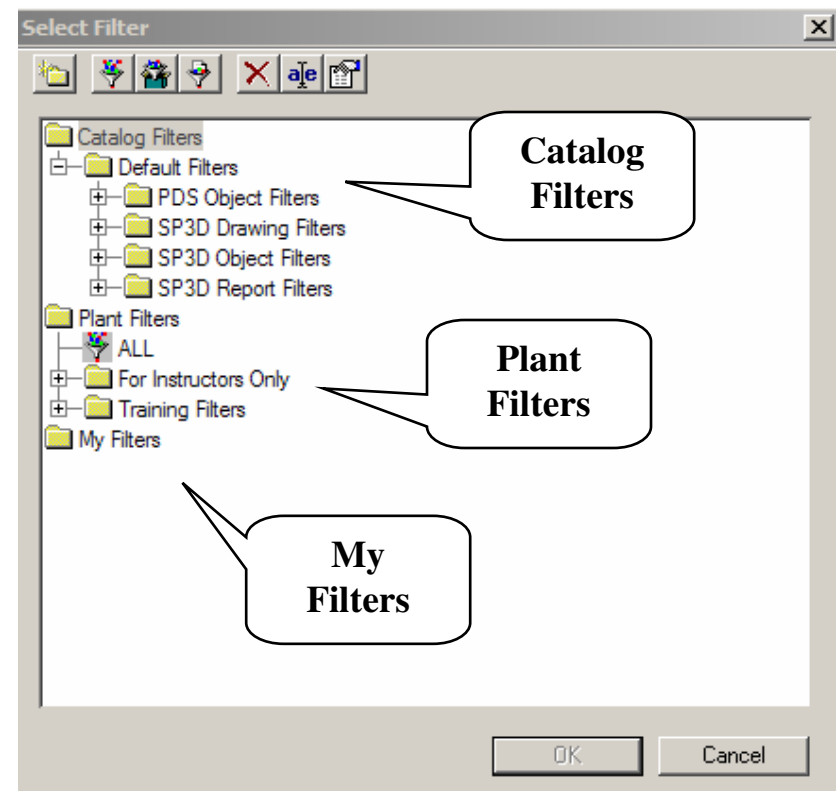 Select Filter
a|e
Catalog Filters
Default Filters
PDS Object Filters
SP3D Drawing Filters
SP3D Object Filters
SP3D Report Filters
Plant Filters
ALL
For Instructors Only
Training Filters
My Filters
Catalog
Filters
Plant
Filters
My
Filters
OK
Cancel